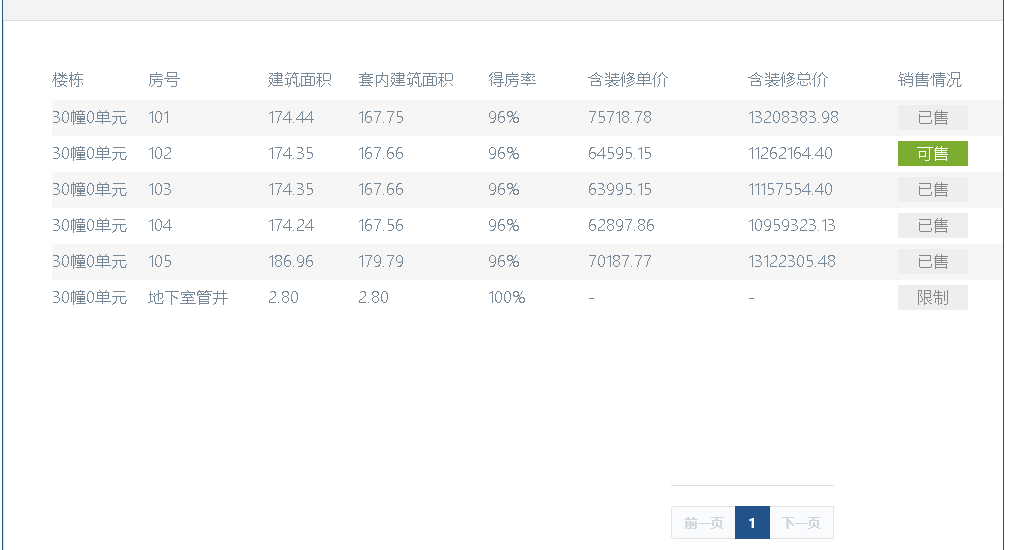 楼栋 房号 建筑面积 套内建筑面积 得房率 含装修单价 含装修总价 销售情况
30幢0单元 101 174.44 167.75 96% 75718.78 13208383.98 已售
30幢0单元 102 174.35 167.66 96% 64595.15 11262164.40 可售
30幢0单元 103 174.35 167.66 96% 63995.15 11157554.40 已售
30幢0单元 104 174.24 167.56 96% 62897.86 10959323.13 已售
30幢0单元 105 186.96 179.79 96% 70187.77 13122305.48 已售
30幢0单元 地下室管井 2.80 2.80 100% - - 限制
前一页 1 下一页